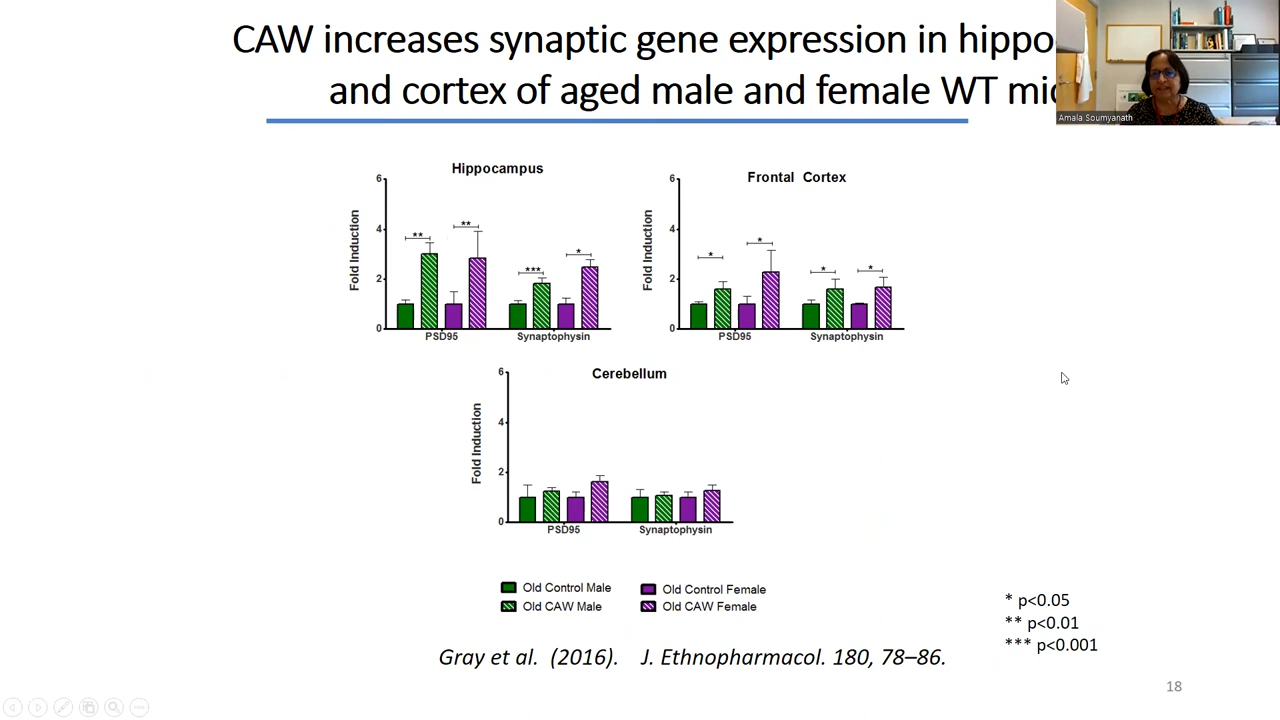 CAW increases synaptic gene expression in hippo
and cortex of aged male and female WT mic
Amala Soumyanath
Hippocampus
6
4
2
0
Fold Induction
**
**
***
*
PSD95
Synaptophysin
Frontal Cortex
6
4
2
0
Fold Induction
*
*
*
*
PSD95
Synaptophysin
Cerebellum
6
4
2
0
Fold Induction
PSD95
Synaptophysin
Old Control Male
Old Control Female
Old CAW Male
Old CAW Female
* p<0.05
** p<0.01
*** p<0.001
Gray et al. (2016). J. Ethnopharmacol. 180, 78–86.
18